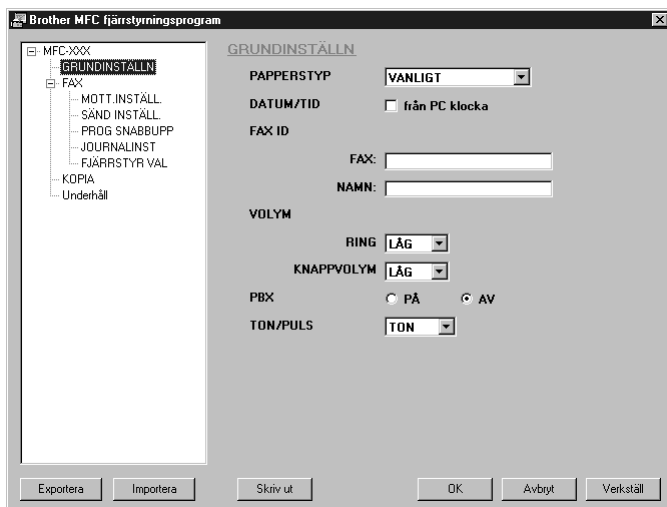 Brother MFC fjärrstyrningsprogram
MFC-XXX
GRUNDINSTÄLLN
FAX
MOTT.INSTÄLL.
SÄND INSTÄLL.
PROG SNABBUPP
JOURNALINST
FJÄRRSTYR VAL
KOPIA
Underhåll
GRUNDINSTÄLLN
PAPPERSTYP VANLIGT
DATUM/TID från PC klocka
FAX ID
FAX:
NAMN:
VOLYM
RING LÅG
KNAPPVOLYM LÅG
PBX PÅ AV
TON/PULS TON
Exportera Importera Skriv ut OK Avbryt Verkställ